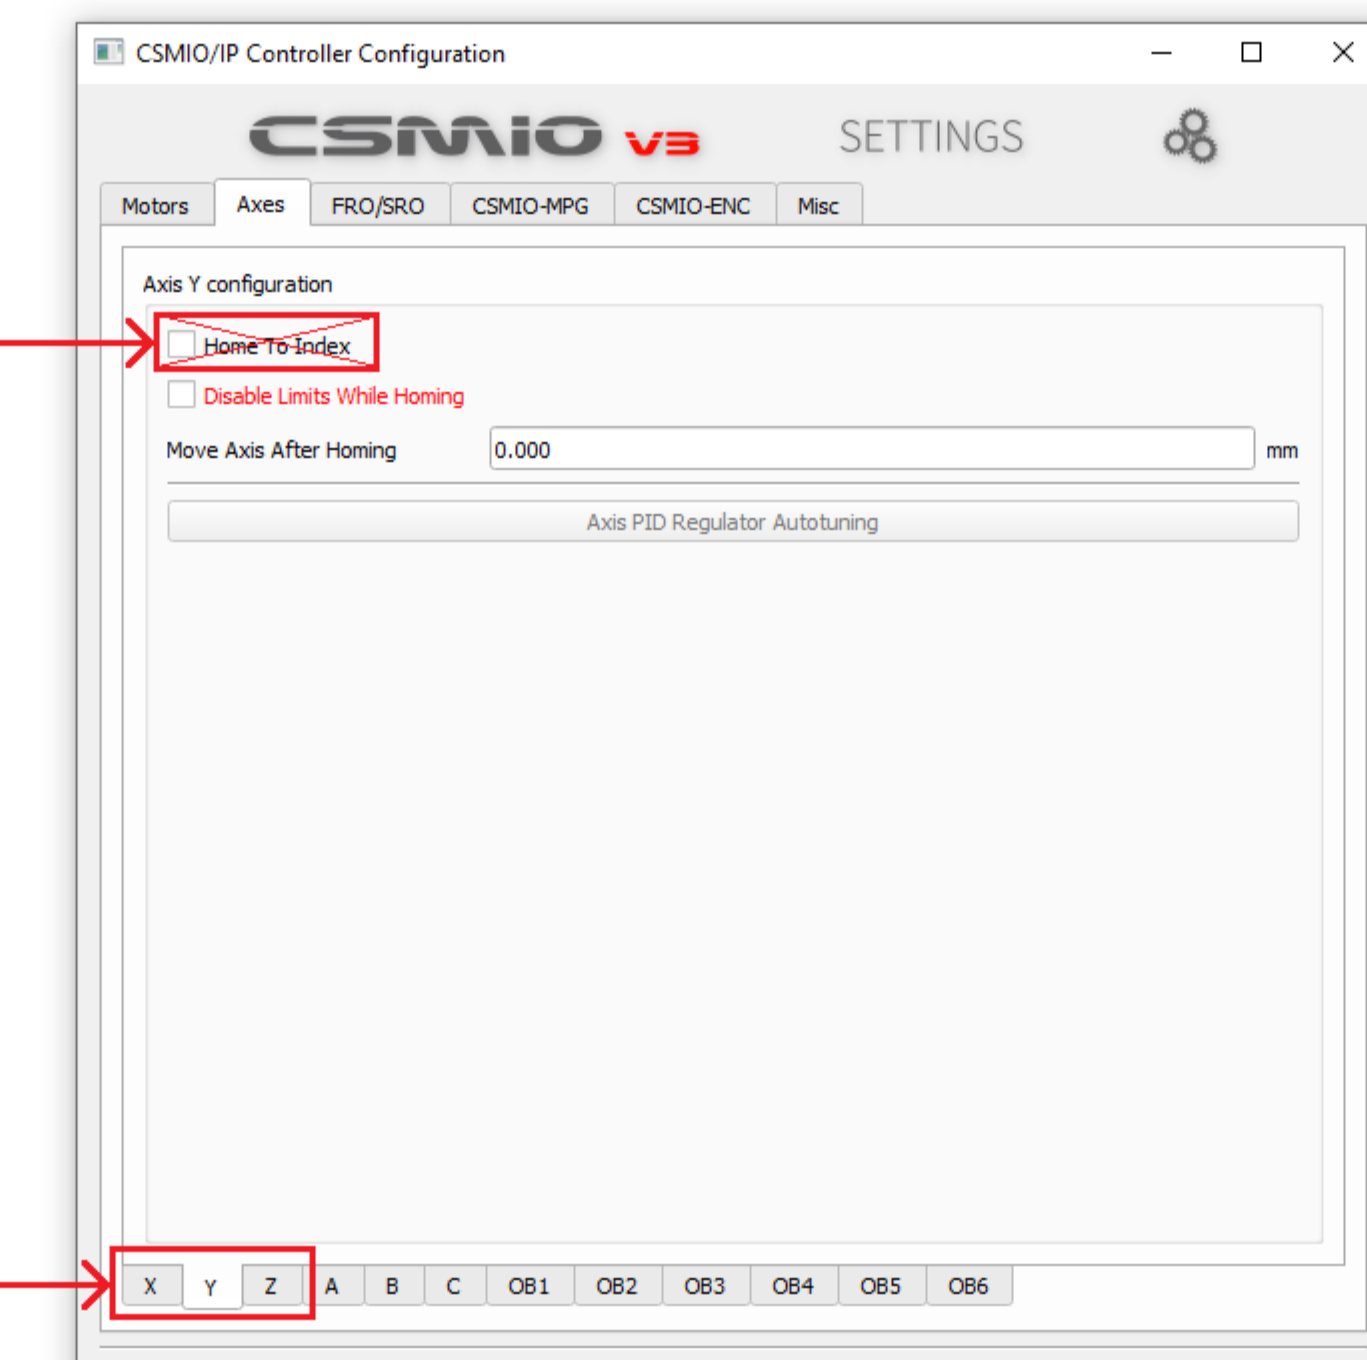 CSMIO/IP Controller Configuration
CSMIO V3 SETTINGS
Motors Axes FRO/SRO CSMIO-MPG CSMIO-ENC Misc
Axis Y configuration
Home To Index
Disable Limits While Homing
Move Axis After Homing 0.000 mm
Axis PID Regulator Autotuning
X Y Z A B C OB1 OB2 OB3 OB4 OB5 OB6